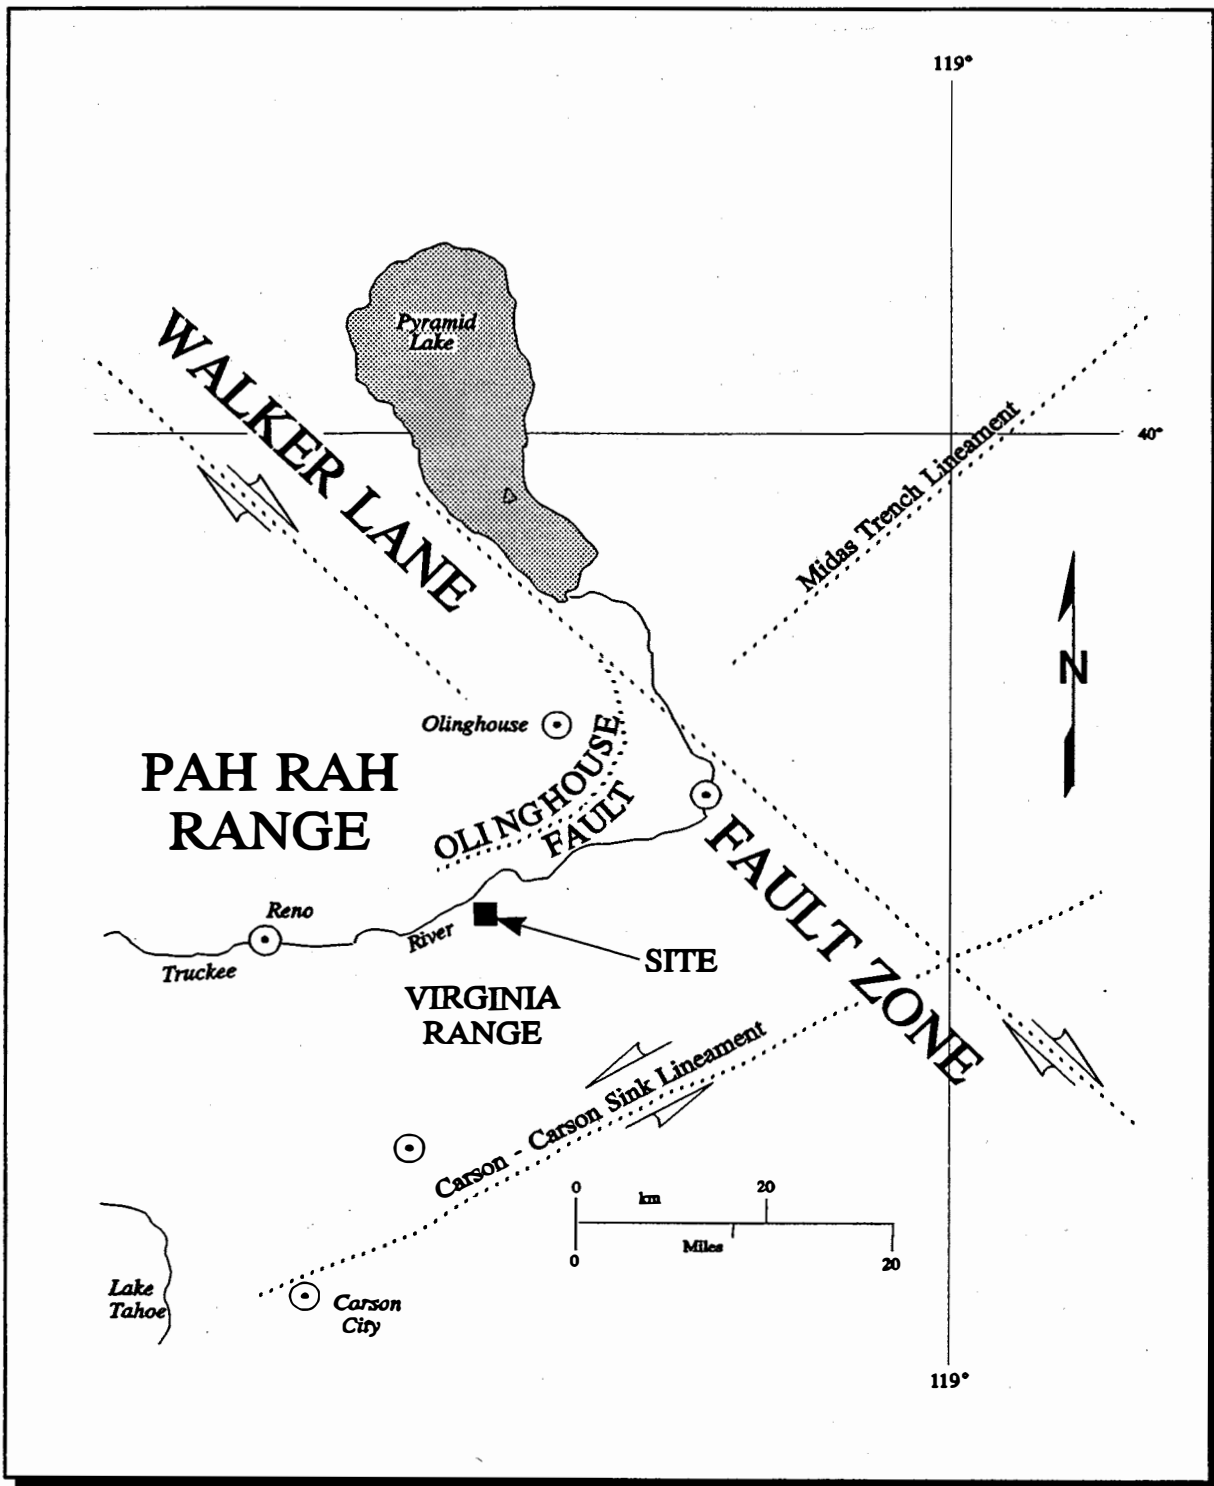 119°
Pyramid
Lake
WALKER LANE
40°
Midas Trench Lineament
N
Olinghouse
OLINGHOUSE
FAULT
PAH RAH
RANGE
FAULT ZONE
Reno
River
Truckee
SITE
VIRGINIA
RANGE
Carson - Carson Sink Lineament
0 km 20
Miles
0 20
Lake
Tahoe
Carson
City
119°